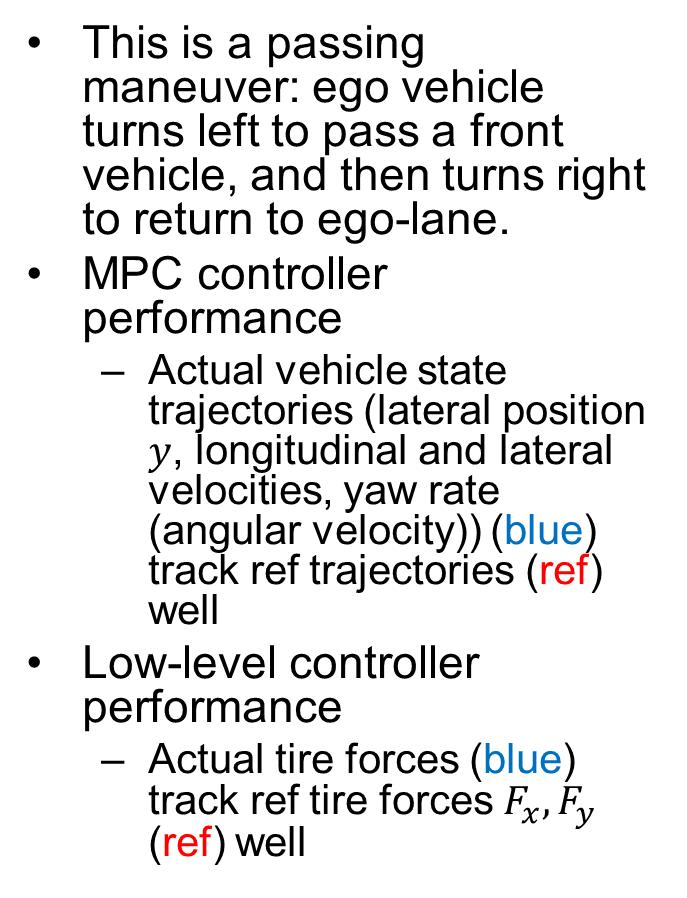 • This is a passing
maneuver: ego vehicle
turns left to pass a front
vehicle, and then turns right
to return to ego-lane.
• MPC controller
performance
– Actual vehicle state
trajectories (lateral position
y, longitudinal and lateral
velocities, yaw rate
(angular velocity)) (blue)
track ref trajectories (ref)
well
• Low-level controller
performance
– Actual tire forces (blue)
track ref tire forces Fₓ, Fᵧ
(ref) well